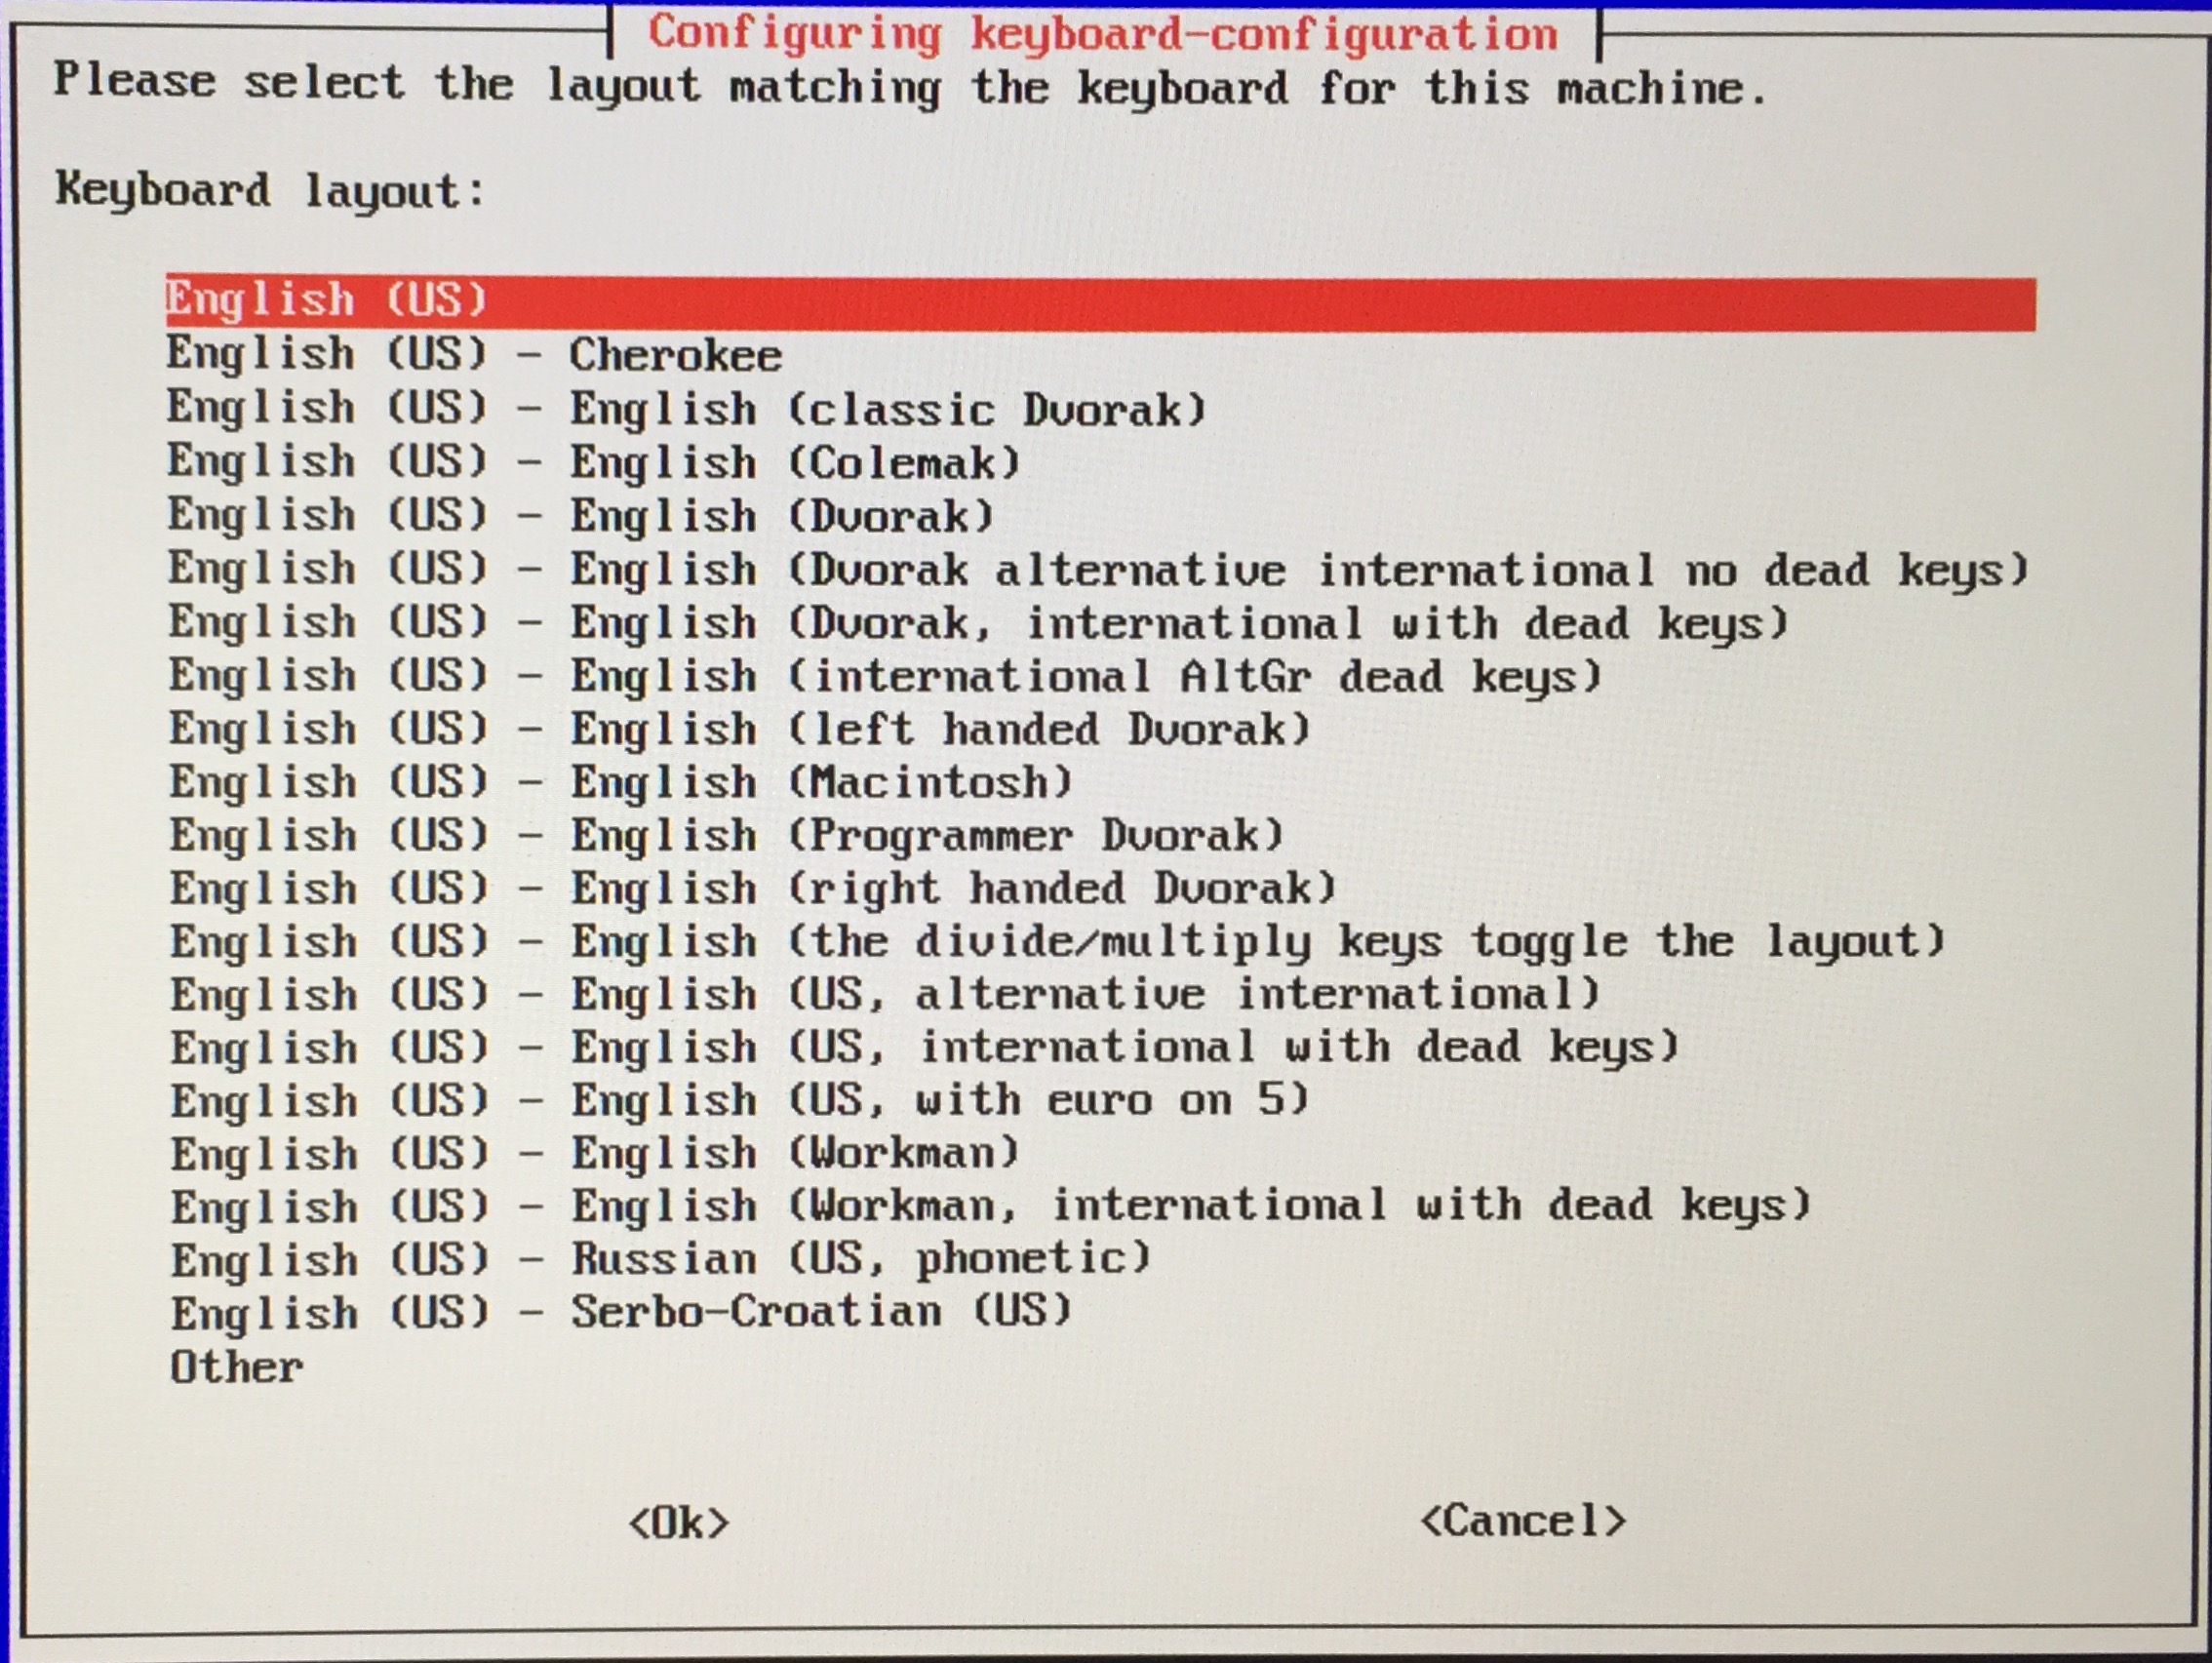 Configuring keyboard-configuration
Please select the layout matching the keyboard for this machine.
Keyboard layout:
English (US)
English (US) - Cherokee
English (US) - English (classic Dvorak)
English (US) - English (Colemak)
English (US) - English (Dvorak)
English (US) - English (Dvorak alternative international no dead keys)
English (US) - English (Dvorak, international with dead keys)
English (US) - English (international AltGr dead keys)
English (US) - English (left handed Dvorak)
English (US) - English (Macintosh)
English (US) - English (Programmer Dvorak)
English (US) - English (right handed Dvorak)
English (US) - English (the divide/multiply keys toggle the layout)
English (US) - English (US, alternative international)
English (US) - English (US, international with dead keys)
English (US) - English (US, with euro on 5)
English (US) - English (Workman)
English (US) - English (Workman, international with dead keys)
English (US) - Russian (US, phonetic)
English (US) - Serbo-Croatian (US)
Other
<Ok> <Cancel>